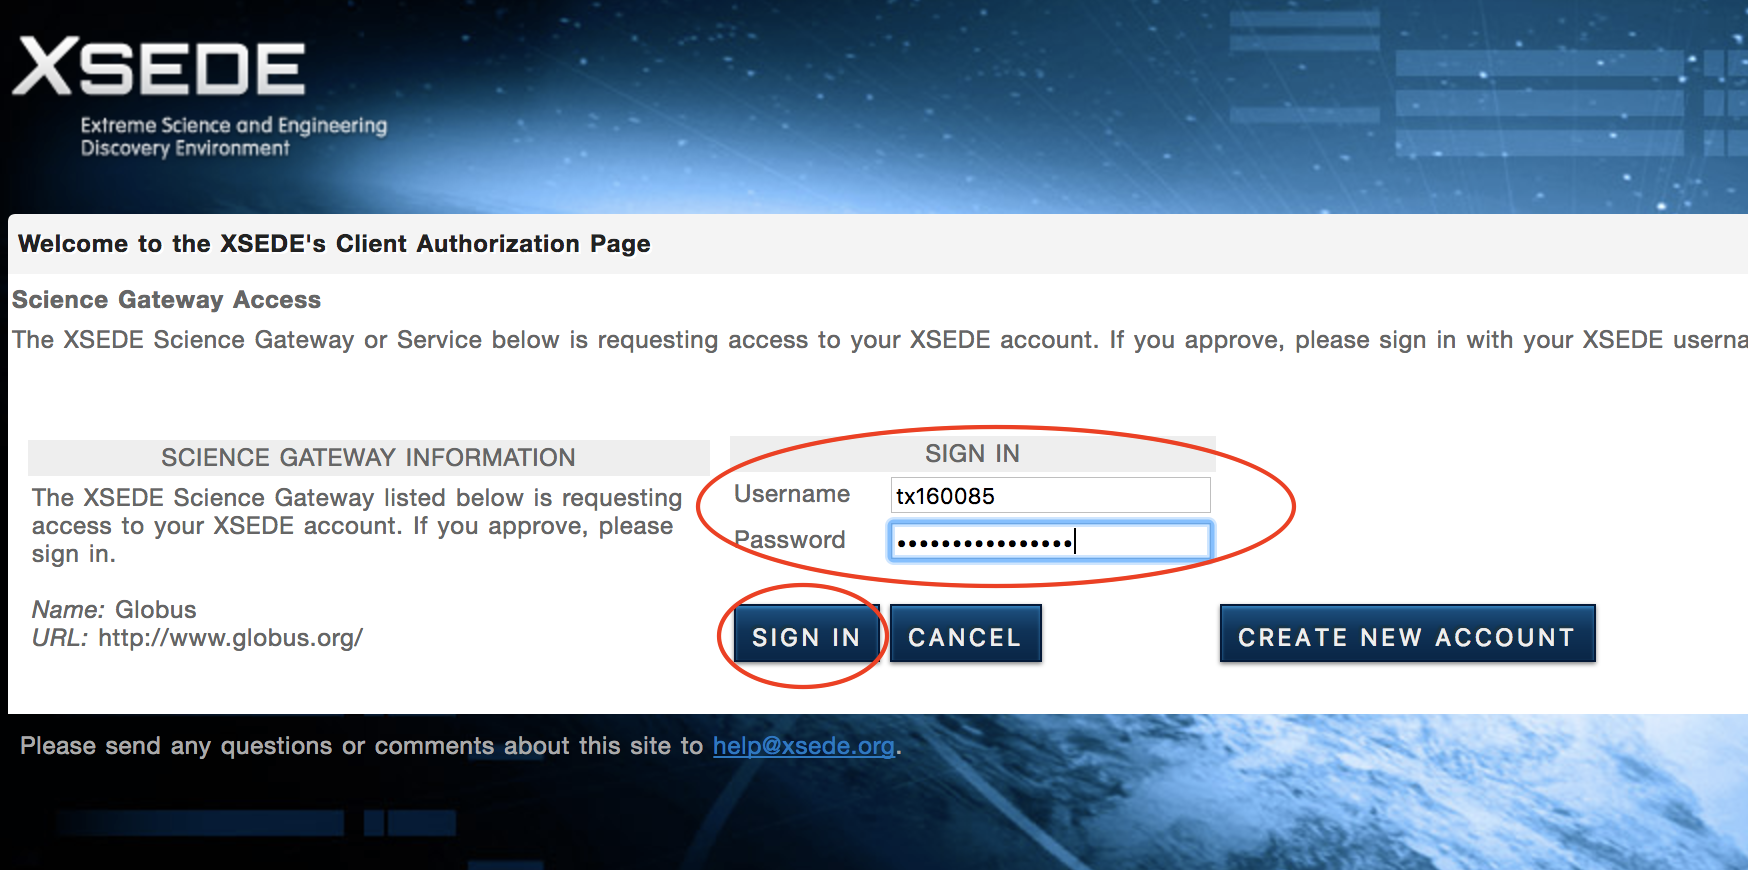 XSEDE
Extreme Science and Engineering
Discovery Environment
Welcome to the XSEDE's Client Authorization Page
Science Gateway Access
The XSEDE Science Gateway or Service below is requesting access to your XSEDE account. If you approve, please sign in with your XSEDE userna
SCIENCE GATEWAY INFORMATION
The XSEDE Science Gateway listed below is requesting
access to your XSEDE account. If you approve, please
sign in.
Name: Globus
URL: http://www.globus.org/
SIGN IN
Username tx160085
Password ••••••••••••••••
SIGN IN CANCEL CREATE NEW ACCOUNT
Please send any questions or comments about this site to help@xsede.org.